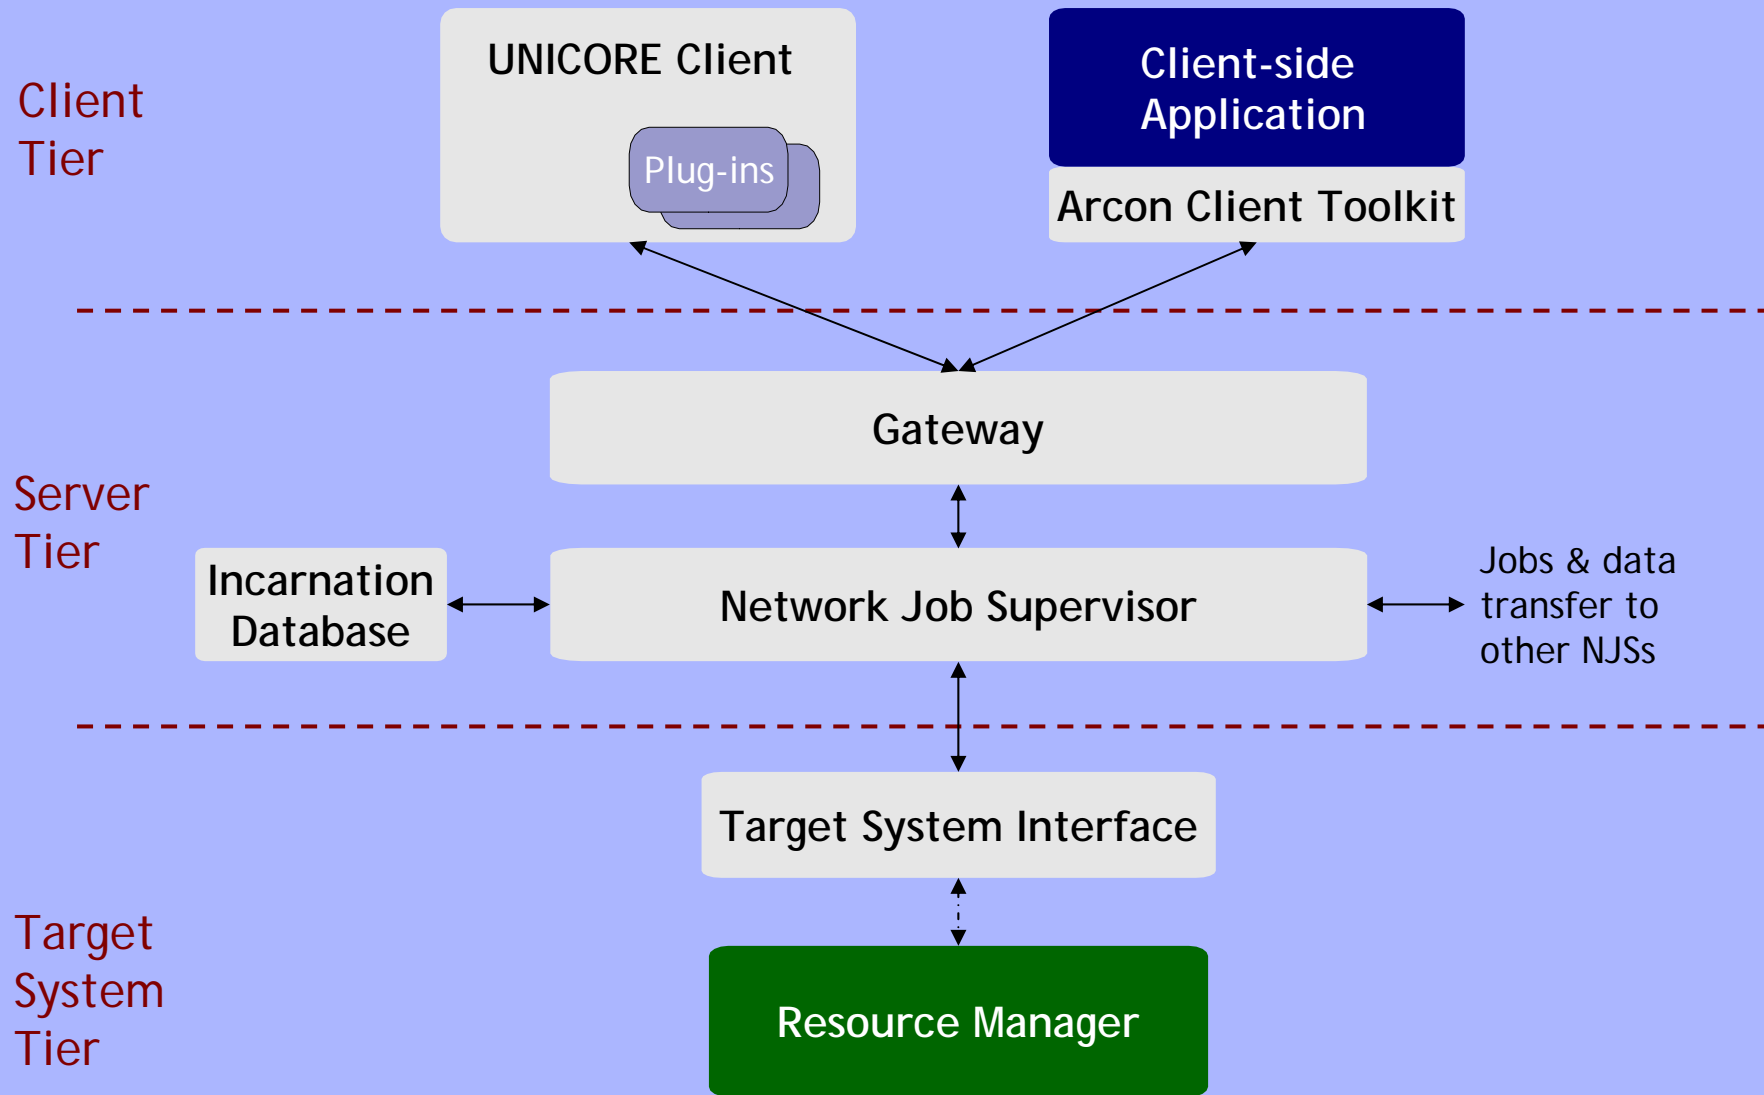 UNICORE Client
Plug-ins
Client-side
Application
Arcon Client Toolkit
Client
Tier
Gateway
Server
Tier
Incarnation
Database
Network Job Supervisor
Jobs & data
transfer to
other NJSs
Target System Interface
Target
System
Tier
Resource Manager